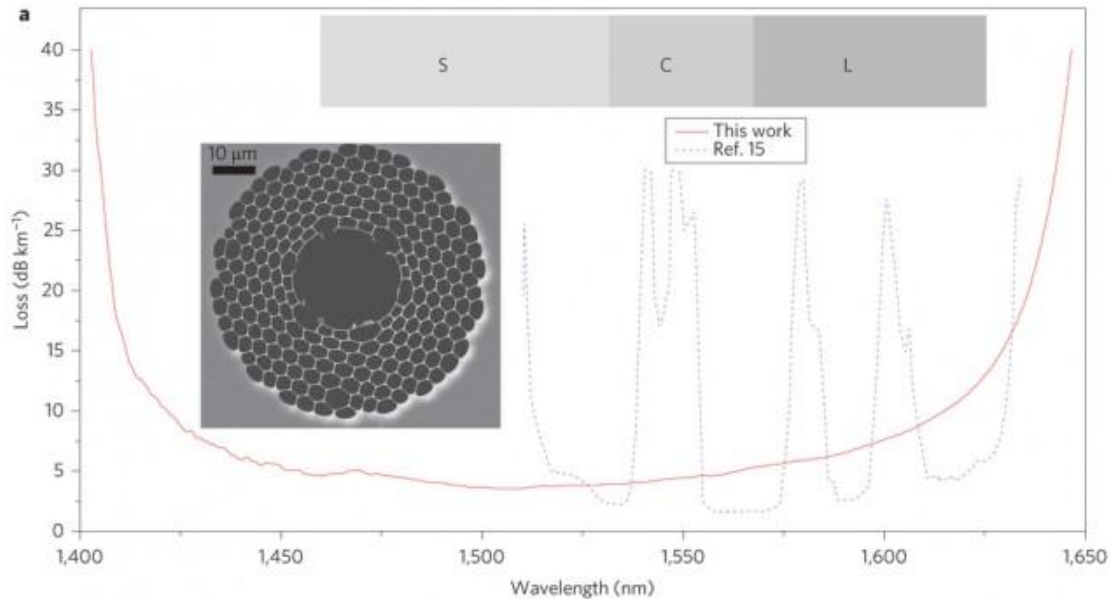 a
40
35
30
25
20
15
10
5
0
Loss (dB km⁻¹)
S C L
This work
Ref. 15
10 µm
1,400 1,450 1,500 1,550 1,600 1,650
Wavelength (nm)